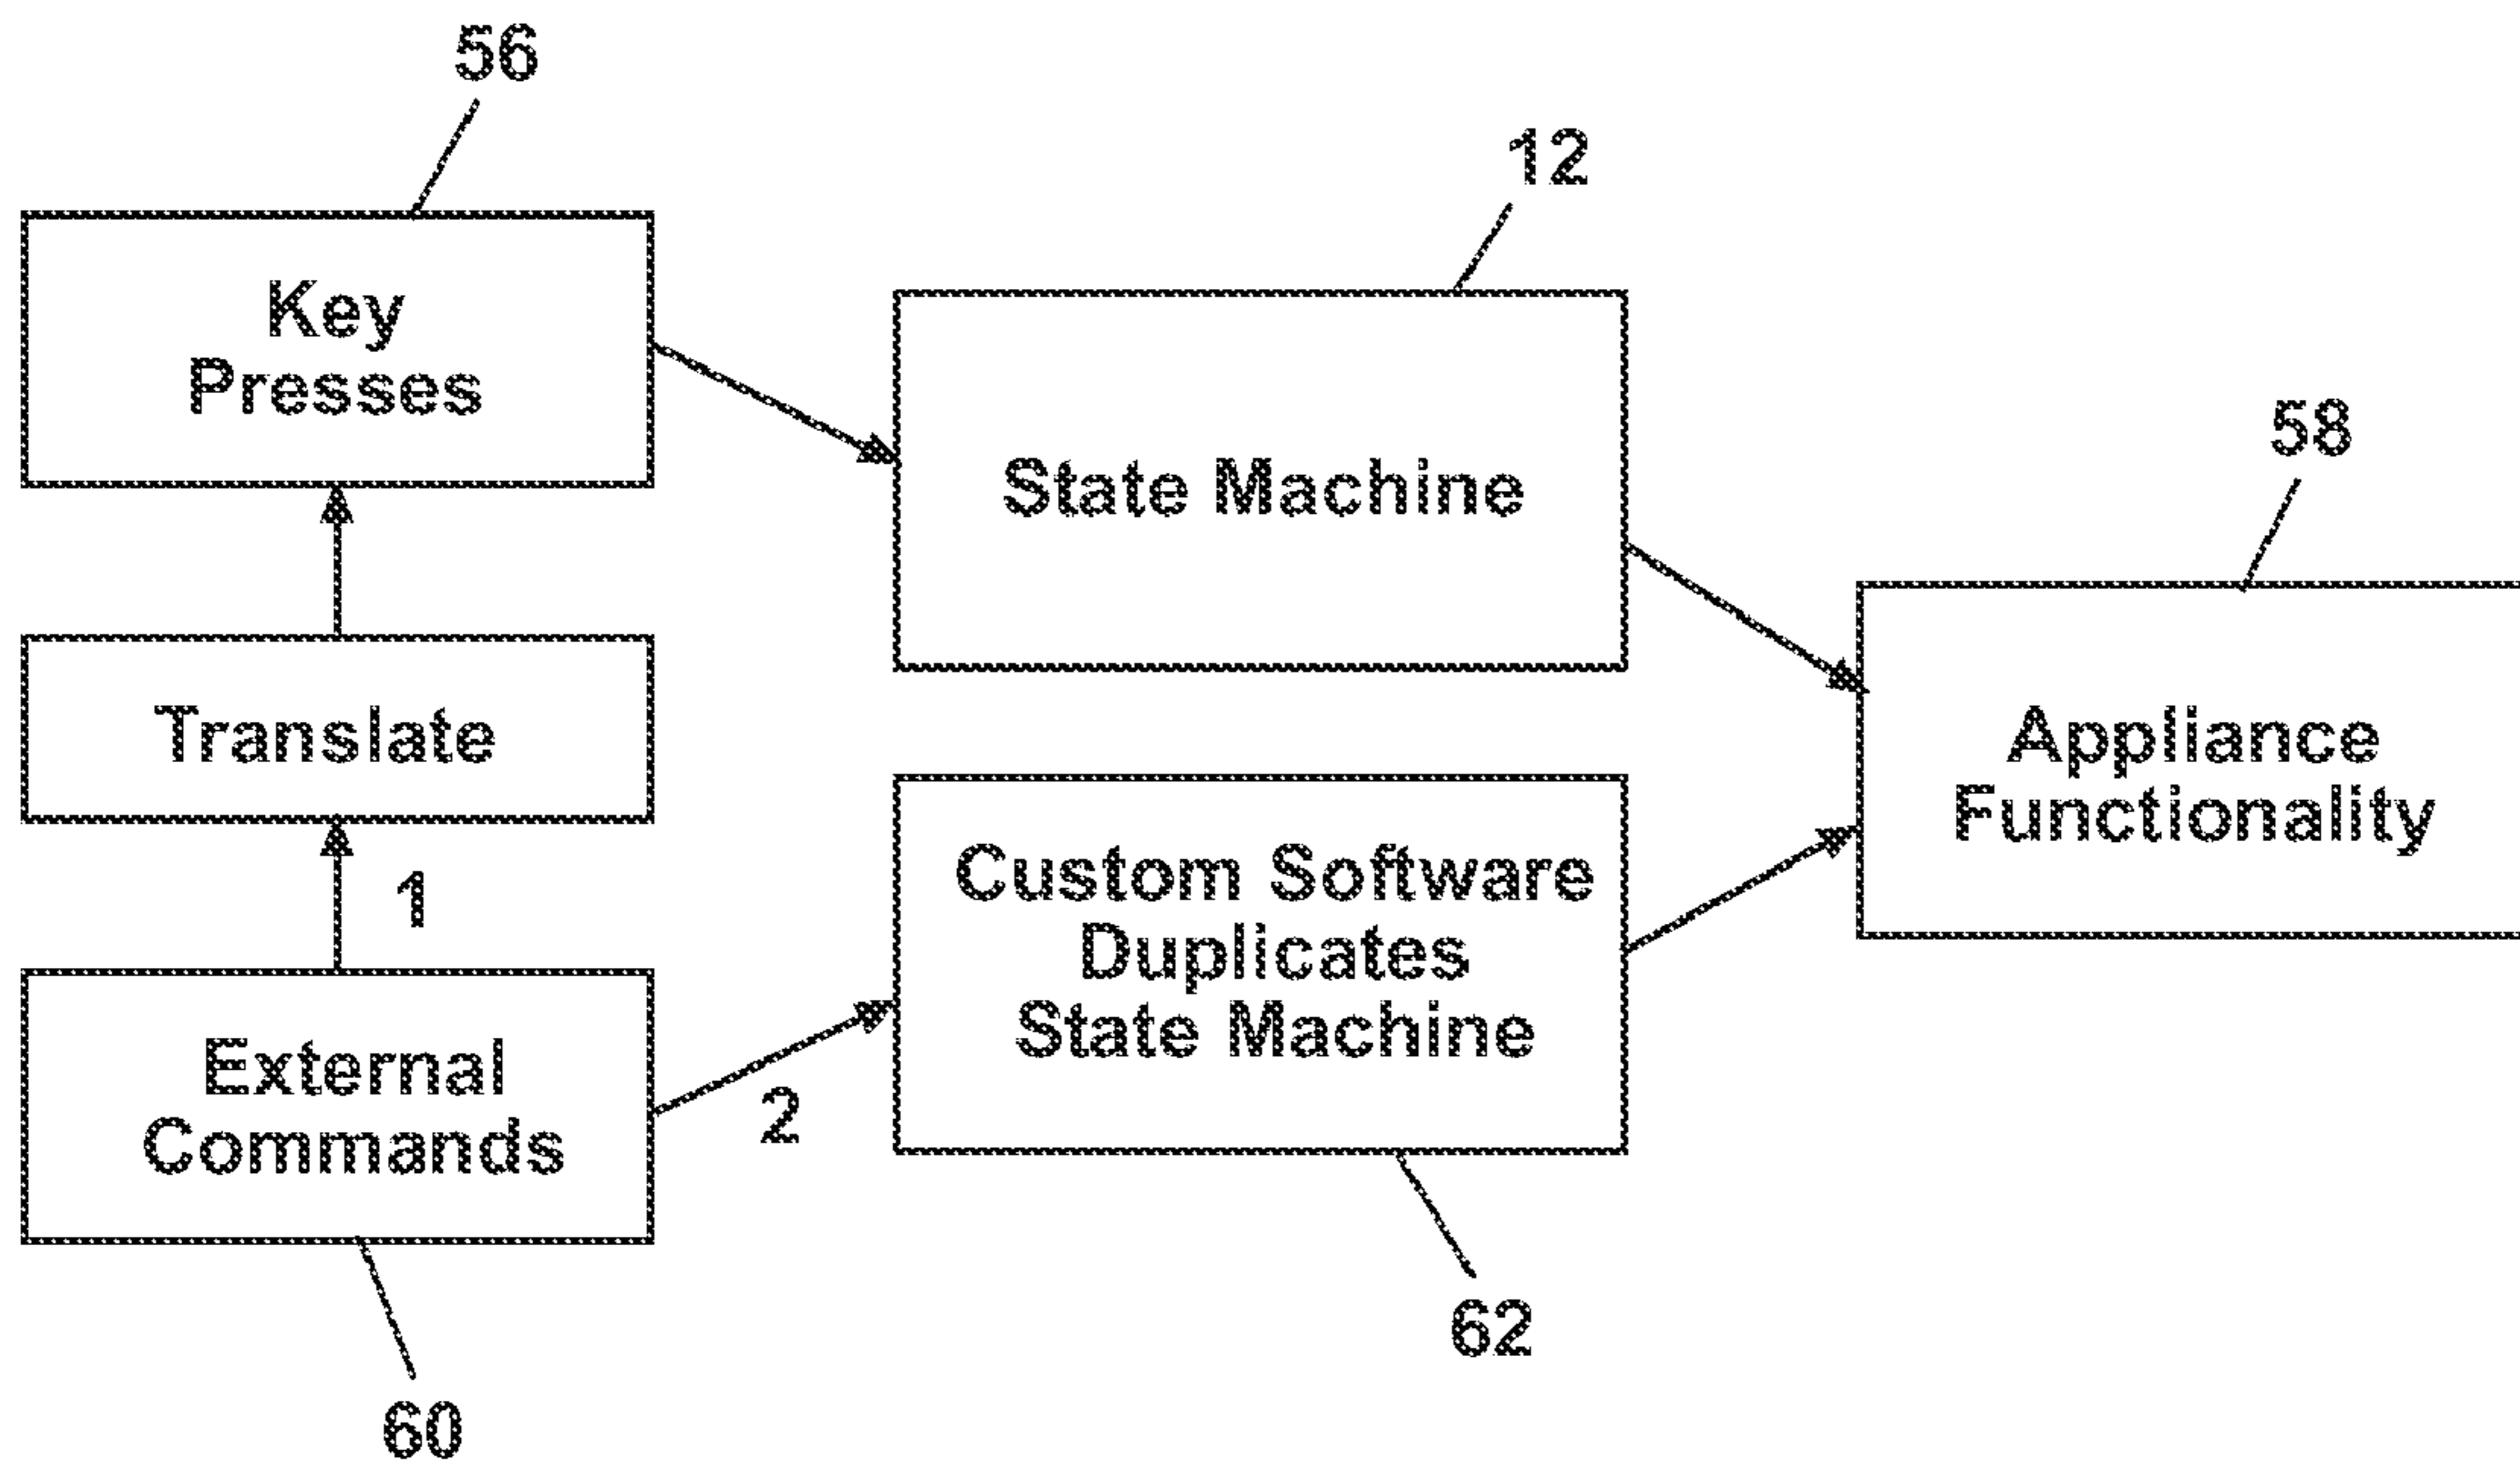 56
12
Key
Presses
58
State Machine
Translate
Appliance
Functionality
1
Custom Software
Duplicates
State Machine
External
Commands
2
62
60